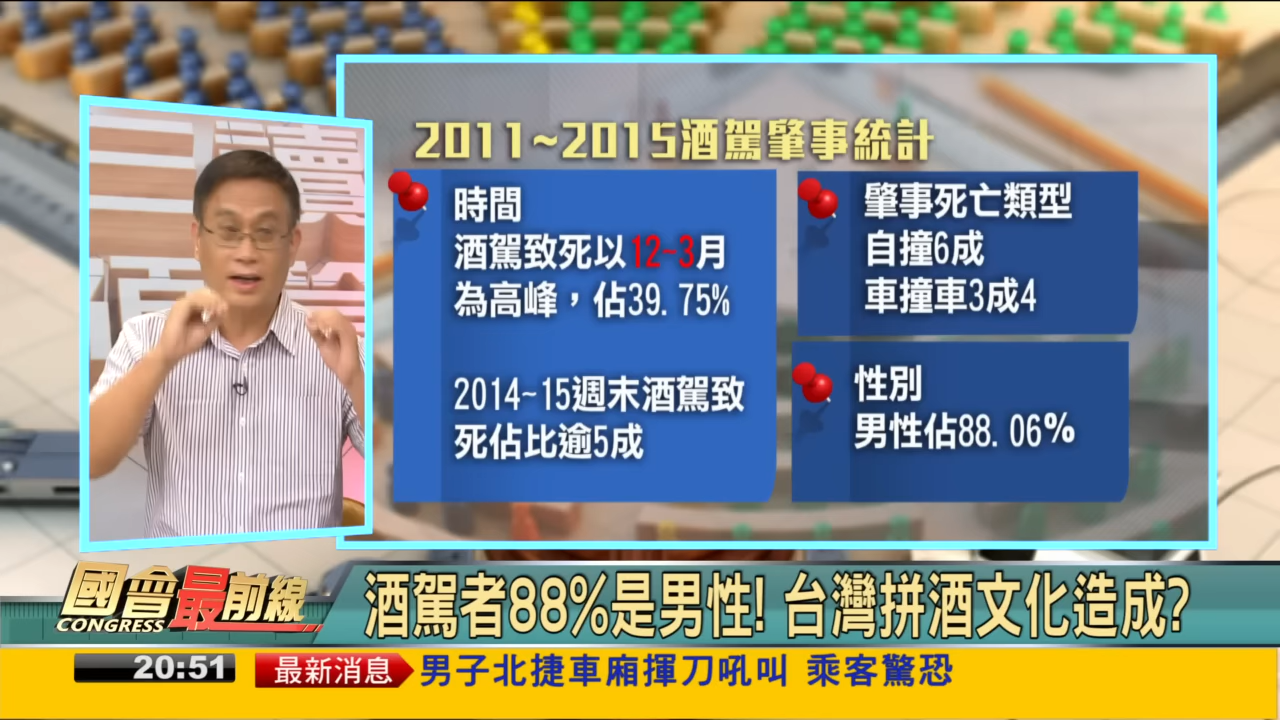 2011~2015酒駕肇事統計
時間
酒駕致死以12-3月
為高峰，佔39.75%
2014~15週末酒駕致
死佔比逾5成
肇事死亡類型
自撞6成
車撞車3成4
性別
男性佔88.06%
國會最前線
CONGRESS
酒駕者88%是男性! 台灣拼酒文化造成?
20:51
最新消息
男子北捷車廂揮刀吼叫 乘客驚恐